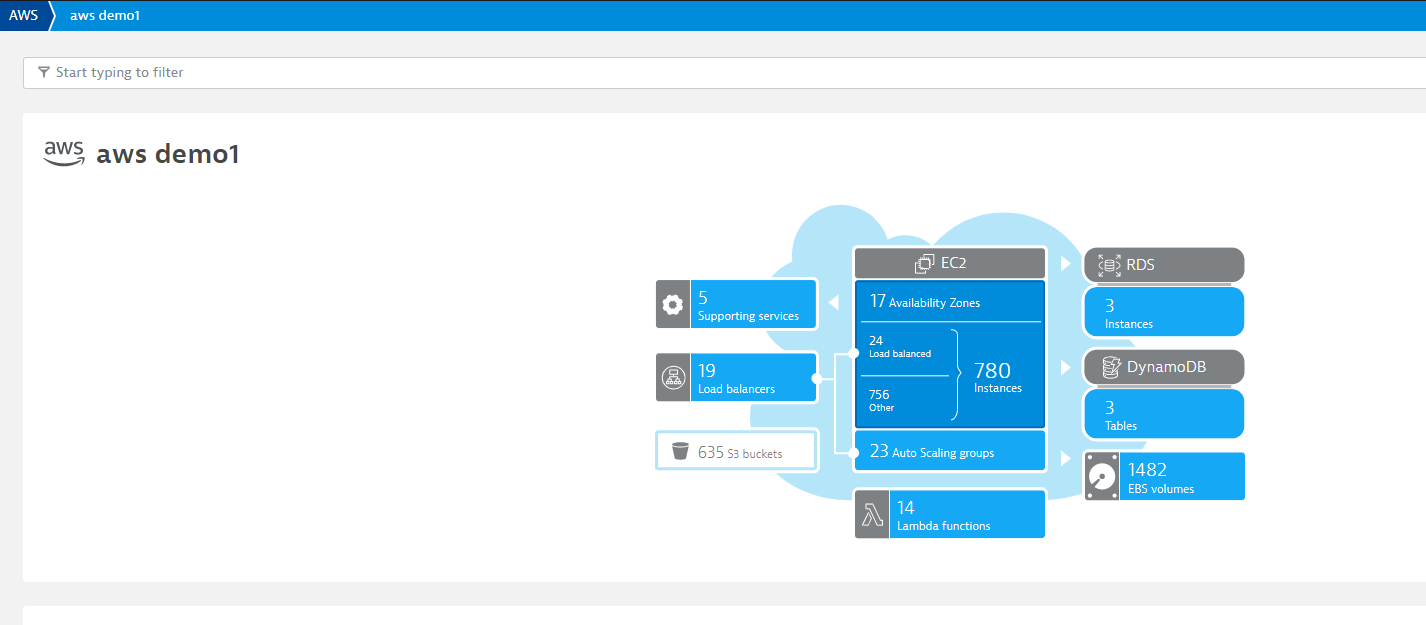 AWS aws demo1
Start typing to filter
aws aws demo1
EC2
17 Availability Zones
24
Load balanced
756
Other
780
Instances
23 Auto Scaling groups
5
Supporting services
19
Load balancers
635 S3 buckets
14
Lambda functions
RDS
3
Instances
DynamoDB
3
Tables
1482
EBS volumes